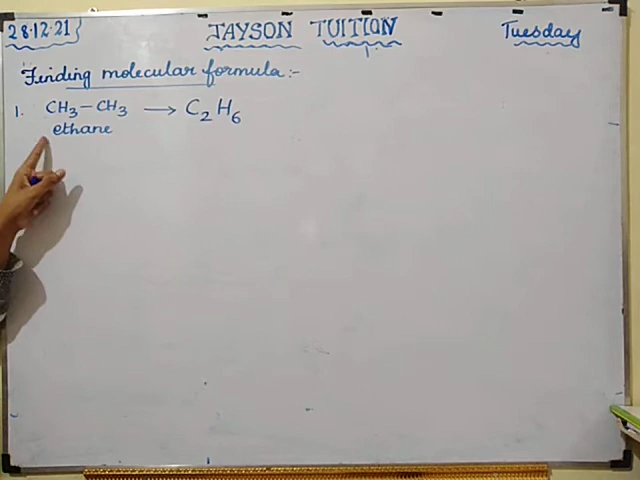 28.12.21 JAYSON TUITION Tuesday
Finding molecular formula:-
1. CH₃-CH₃ → C₂H₆
ethane